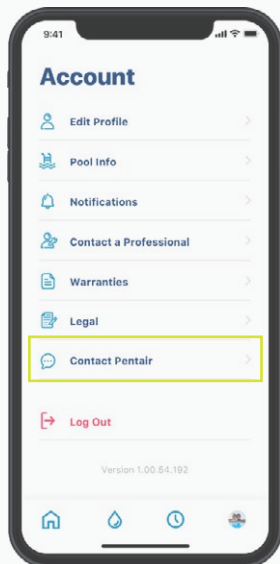 9:41
Account
Edit Profile
Pool Info
Notifications
Contact a Professional
Warranties
Legal
Contact Pentair
Log Out
Version 1.00.54.192